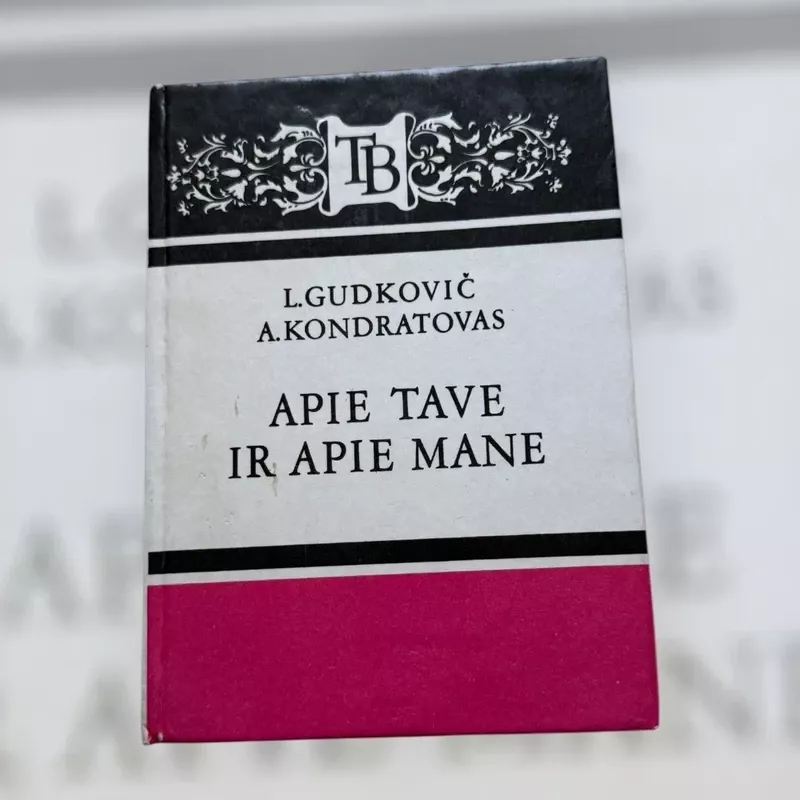 TB
L.GUDKOVIČ
A.KONDRATOVAS
APIE TAVE
IR APIE MANE